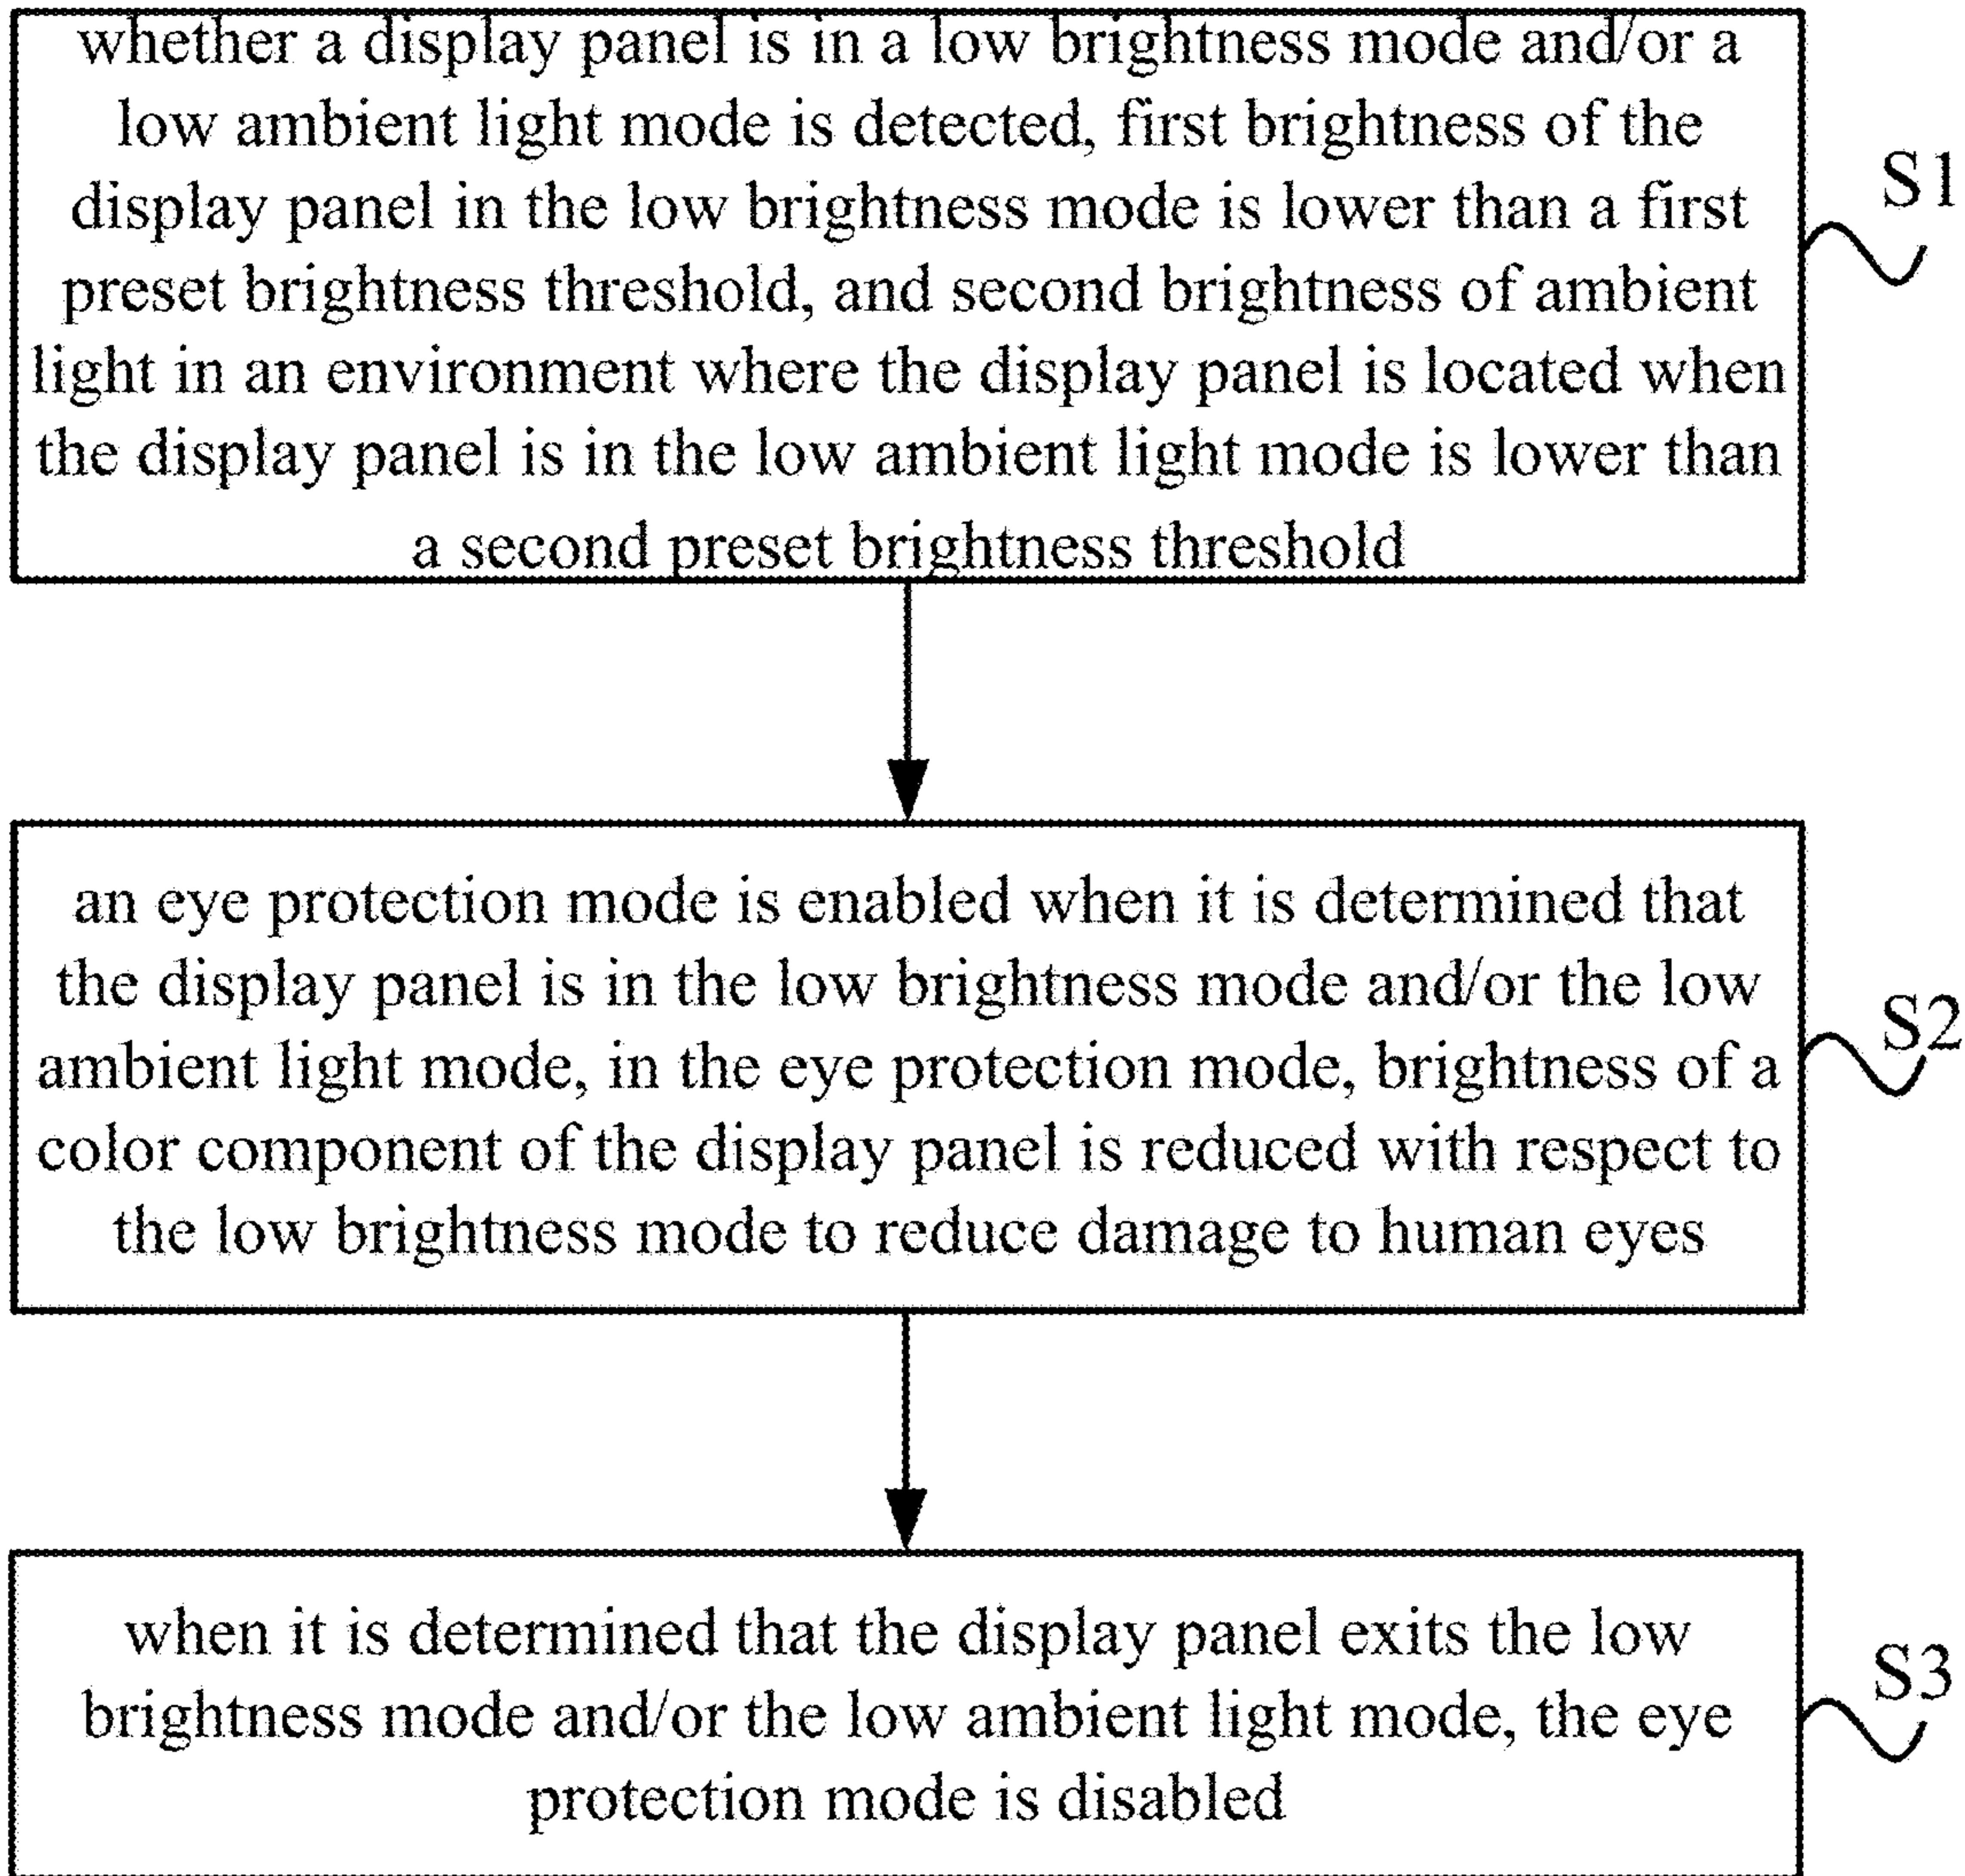 whether a display panel is in a low brightness mode and/or a
low ambient light mode is detected, first brightness of the
display panel in the low brightness mode is lower than a first
preset brightness threshold, and second brightness of ambient
light in an environment where the display panel is located when
the display panel is in the low ambient light mode is lower than
a second preset brightness threshold
S1
an eye protection mode is enabled when it is determined that
the display panel is in the low brightness mode and/or the low
ambient light mode, in the eye protection mode, brightness of a
color component of the display panel is reduced with respect to
the low brightness mode to reduce damage to human eyes
S2
when it is determined that the display panel exits the low
brightness mode and/or the low ambient light mode, the eye
protection mode is disabled
S3